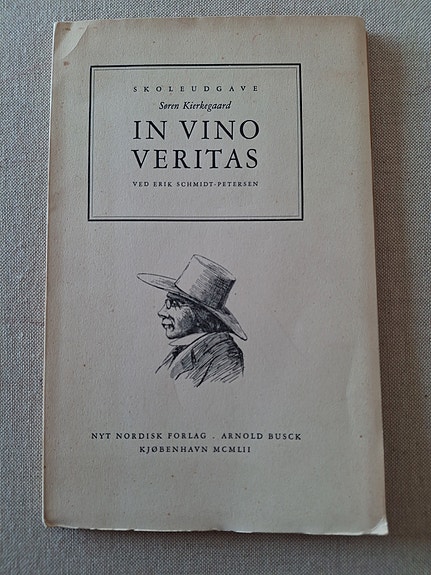 SKOLEUDGAVE
Søren Kierkegaard
IN VINO
VERITAS
VED ERIK SCHMIDT-PETERSEN
NYT NORDISK FORLAG . ARNOLD BUSCK
KJØBENHAVN MCMLII